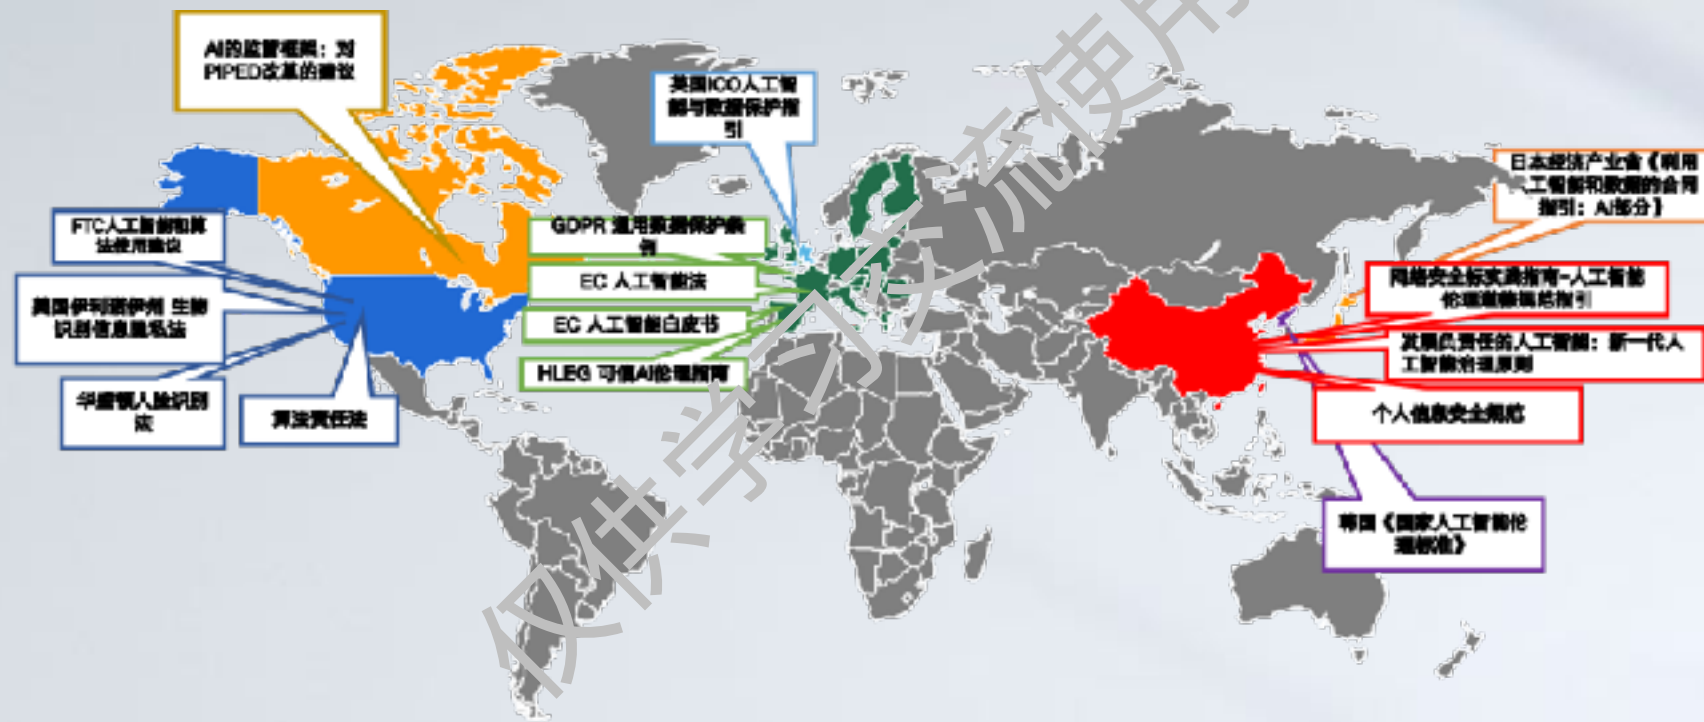 AI的监管框架：对
PIPED改革的建议
英国ICO人工智
能与数据保护指
引
日本经济产业省《利用
人工智能和数据的合同
指引：AI部分》
FTC人工智能和算
法使用建议
GDPR 通用数据保护条
例
EC 人工智能法
网络安全标实践指南-人工智能
伦理道德规范指引
美国伊利诺伊州 生物
识别信息隐私法
EC 人工智能白皮书
发展负责任的人工智能：新一代人
工智能治理原则
HLEG 可信AI伦理指南
华盛顿人脸识别
法
算法责任法
个人信息安全规范
韩国《国家人工智能伦
理标准》
仅供学习交流使用